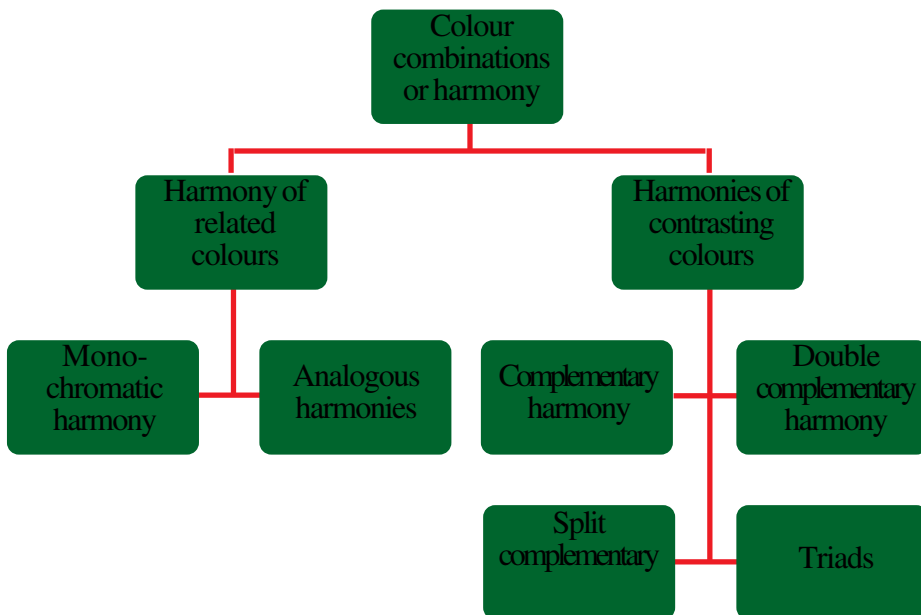 Colour
combinations
or harmony
Harmony of
related
colours
Harmonies of
contrasting
colours
Mono-
chromatic
harmony
Analogous
harmonies
Complementary
harmony
Double
complementary
harmony
Split
complementary
Triads